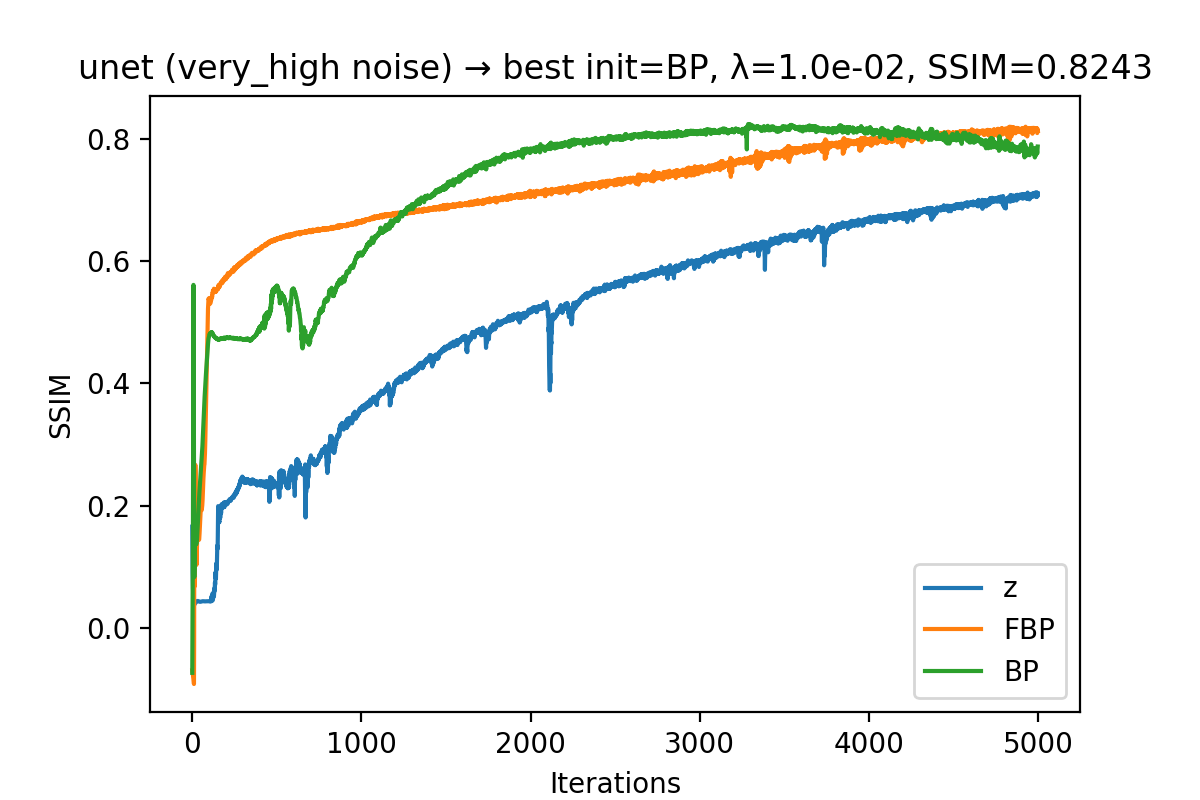 unet (very_high noise) → best init=BP, λ=1.0e-02, SSIM=0.8243
SSIM
0.8
0.6
0.4
0.2
0.0
z
FBP
BP
0 1000 2000 3000 4000 5000
Iterations